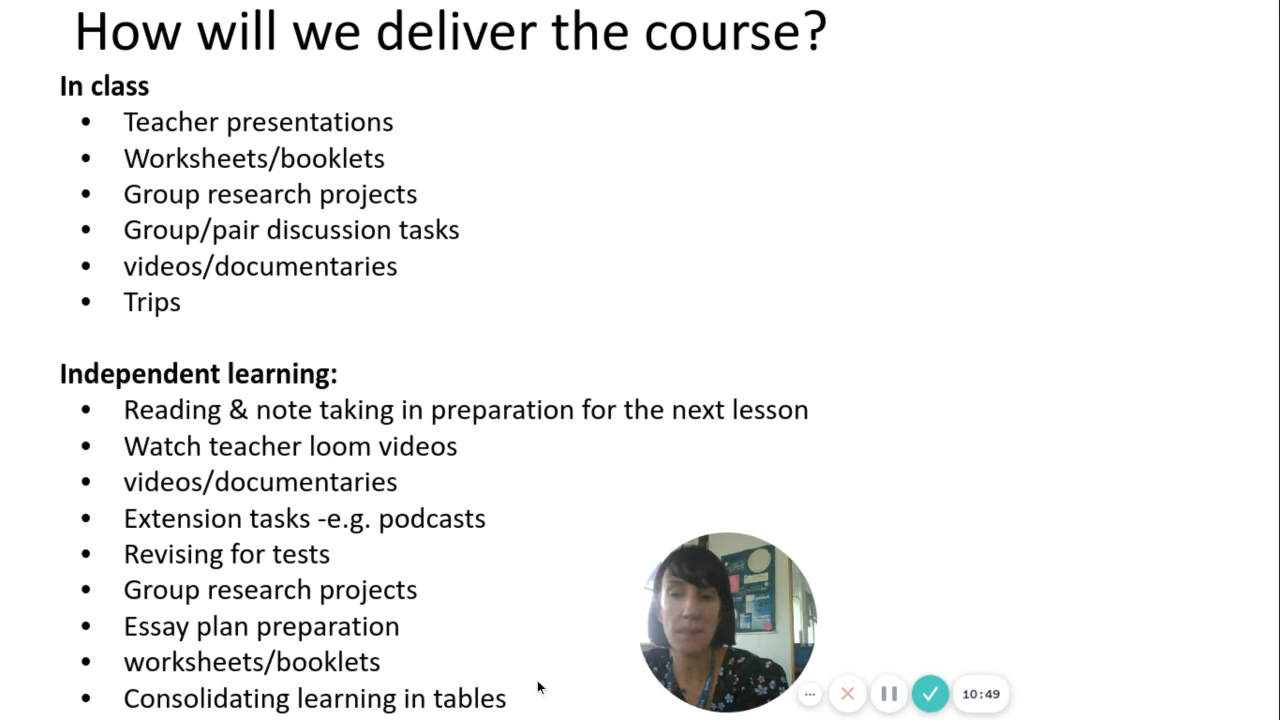 How will we deliver the course?
In class
• Teacher presentations
• Worksheets/booklets
• Group research projects
• Group/pair discussion tasks
• videos/documentaries
• Trips
Independent learning:
• Reading & note taking in preparation for the next lesson
• Watch teacher loom videos
• videos/documentaries
• Extension tasks -e.g. podcasts
• Revising for tests
• Group research projects
• Essay plan preparation
• worksheets/booklets
• Consolidating learning in tables
10:49